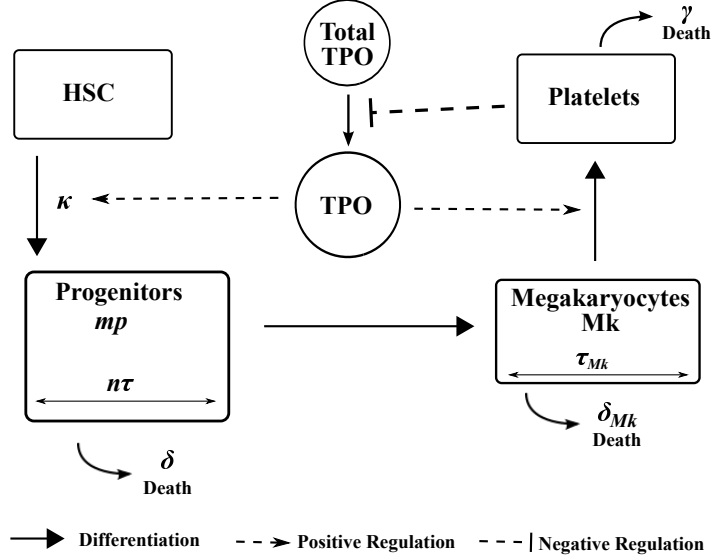 Total
TPO
γ
Death
HSC
Platelets
κ
TPO
Progenitors
mp
nτ
Megakaryocytes
Mk
τMk
δ
Death
δMk
Death
Differentiation
Positive Regulation
Negative Regulation